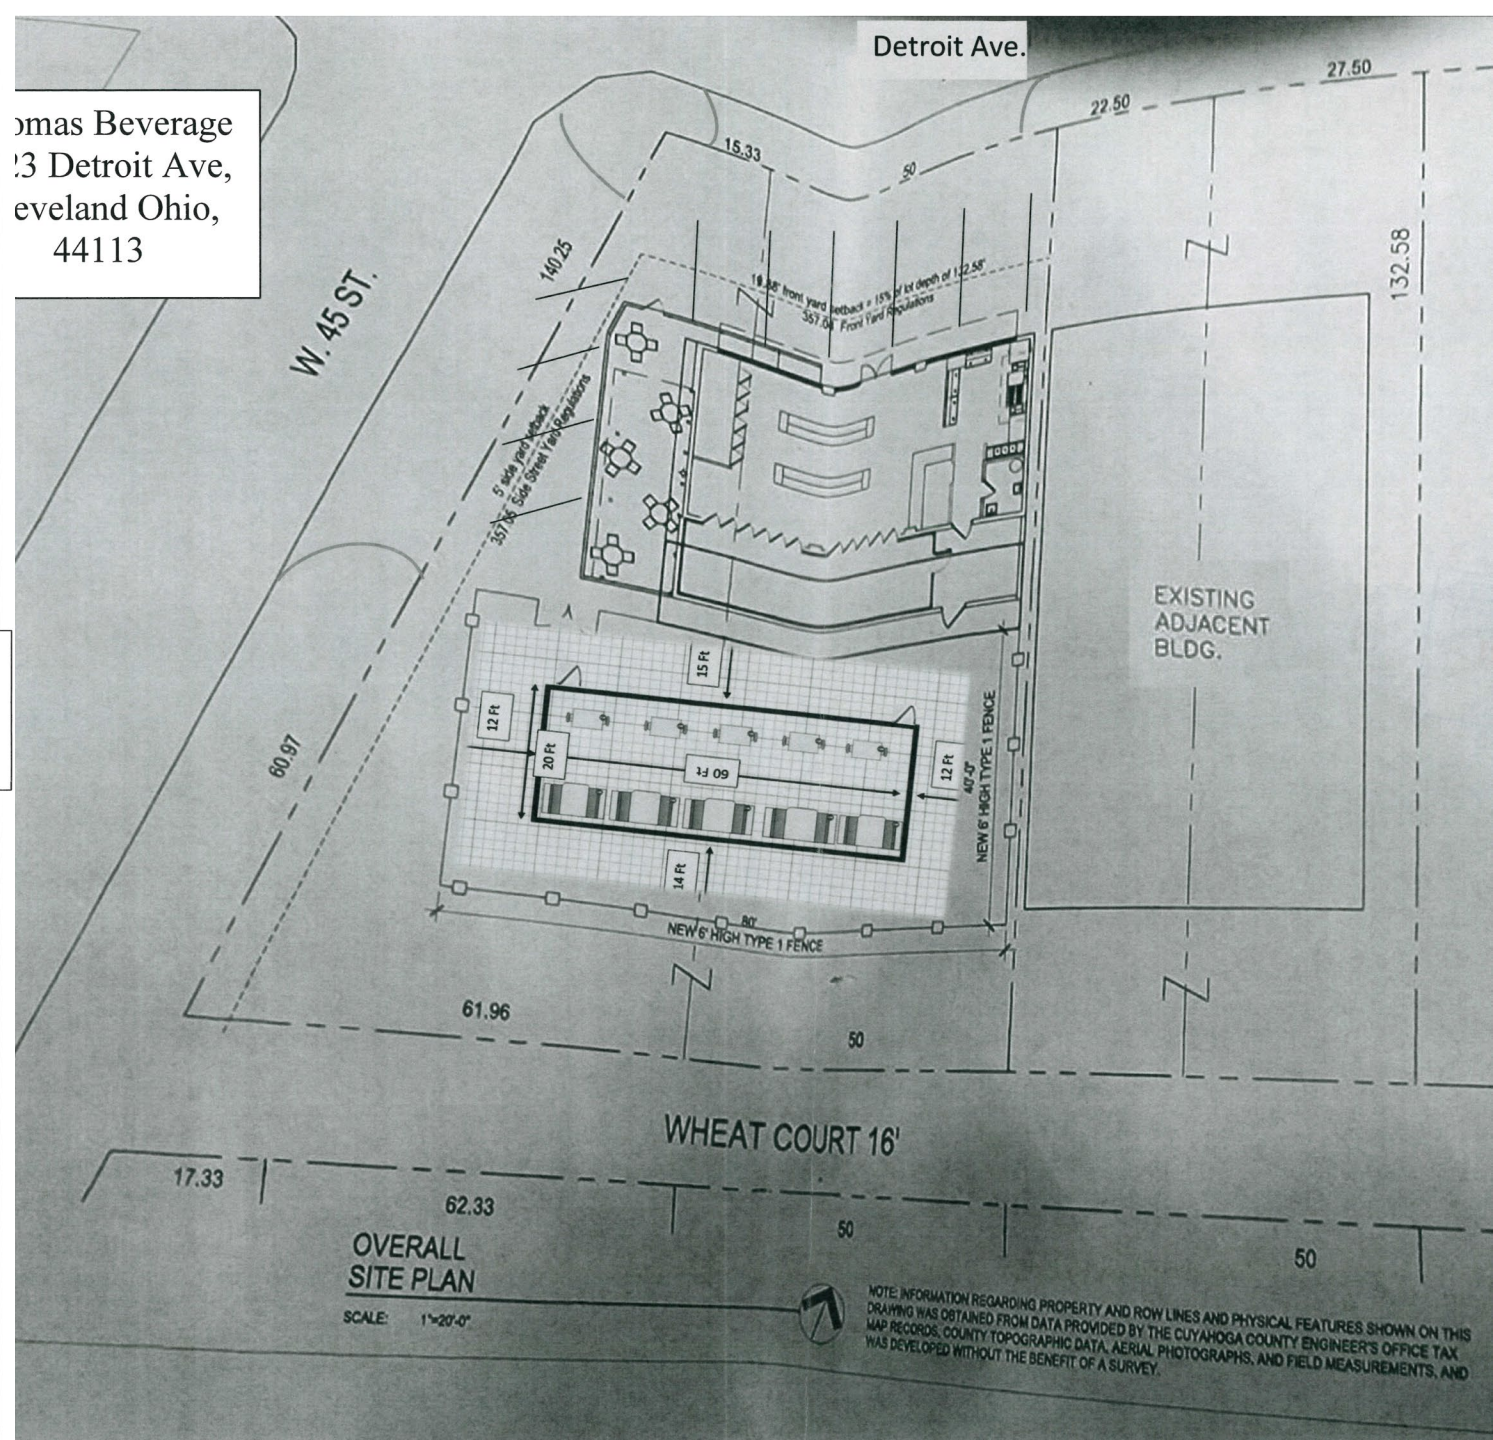 Detroit Ave.
omas Beverage
23 Detroit Ave,
eveland Ohio,
44113
27.50
22.50
15.33
50
140.25
132.58
W. 45 ST.
front yard setback = 15% of lot depth of 132.58'
Front Yard Regulations
5' side yard setback
357.05 Side Street Yard Regulations
EXISTING
ADJACENT
BLDG.
15 Ft
12 Ft
20 Ft
60 Ft
12 Ft
14 Ft
40'-0"
NEW 6' HIGH TYPE 1 FENCE
80'
NEW 6' HIGH TYPE 1 FENCE
60.97
61.96
50
WHEAT COURT 16'
17.33
62.33
50
50
OVERALL
SITE PLAN
SCALE: 1"=20'-0"
NOTE: INFORMATION REGARDING PROPERTY AND ROW LINES AND PHYSICAL FEATURES SHOWN ON THIS
DRAWING WAS OBTAINED FROM DATA PROVIDED BY THE CUYAHOGA COUNTY ENGINEER'S OFFICE TAX
MAP RECORDS, COUNTY TOPOGRAPHIC DATA, AERIAL PHOTOGRAPHS, AND FIELD MEASUREMENTS, AND
WAS DEVELOPED WITHOUT THE BENEFIT OF A SURVEY.